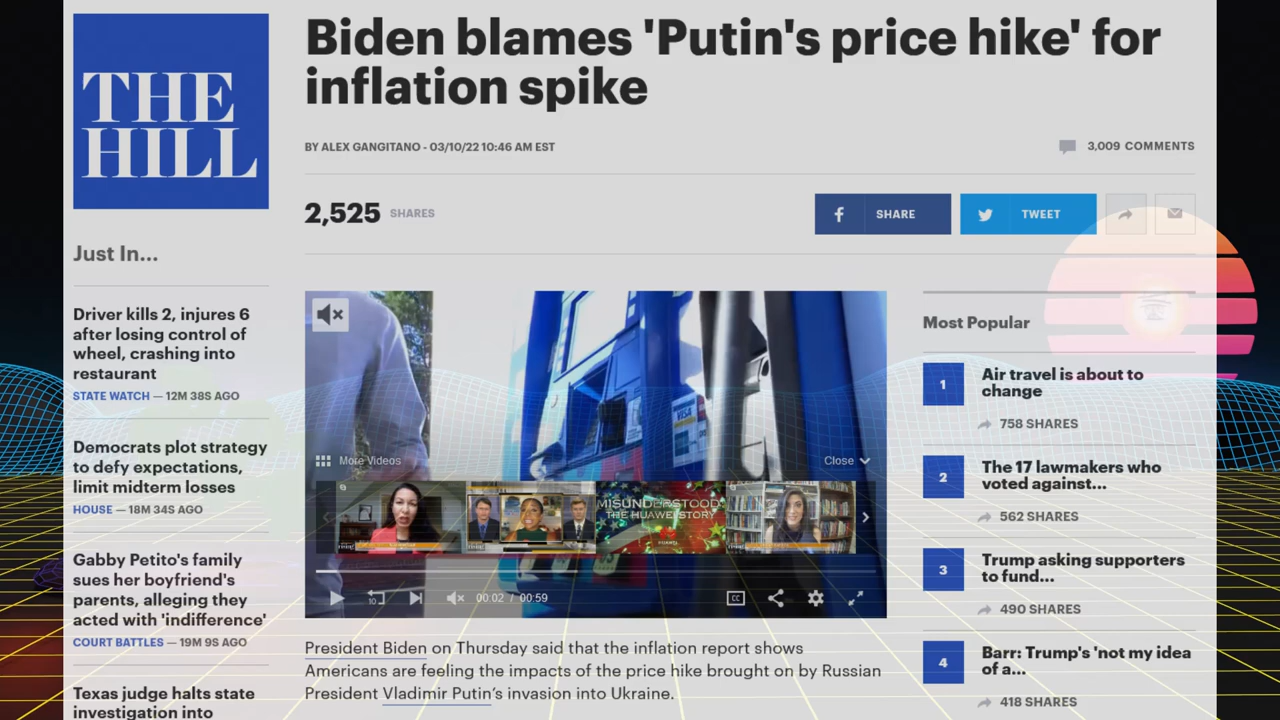 THE
HILL
Biden blames 'Putin's price hike' for
inflation spike
BY ALEX GANGITANO - 03/10/22 10:46 AM EST
3,009 COMMENTS
2,525 SHARES
SHARE
TWEET
Just In...
Driver kills 2, injures 6
after losing control of
wheel, crashing into
restaurant
STATE WATCH — 12M 38S AGO
Democrats plot strategy
to defy expectations,
limit midterm losses
HOUSE — 18M 34S AGO
Gabby Petito's family
sues her boyfriend's
parents, alleging they
acted with 'indifference'
COURT BATTLES — 19M 9S AGO
Texas judge halts state
investigation into
VISA
More Videos
Close
MISUNDERSTOOD:
THE HUAWEI STORY
10
00:02 / 00:59
CC
President Biden on Thursday said that the inflation report shows
Americans are feeling the impacts of the price hike brought on by Russian
President Vladimir Putin's invasion into Ukraine.
Most Popular
1
Air travel is about to
change
758 SHARES
2
The 17 lawmakers who
voted against...
562 SHARES
3
Trump asking supporters
to fund...
490 SHARES
4
Barr: Trump's 'not my idea
of a...
418 SHARES